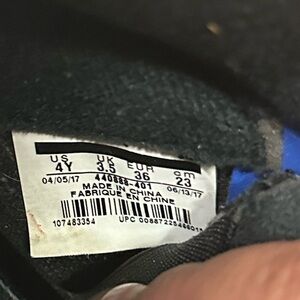 US UK EUR cm
4Y 3.5 36 23
04/05/17 440888-401 06/13/17
MADE IN CHINA
FABRIQUE EN CHINE
107483354 UPC